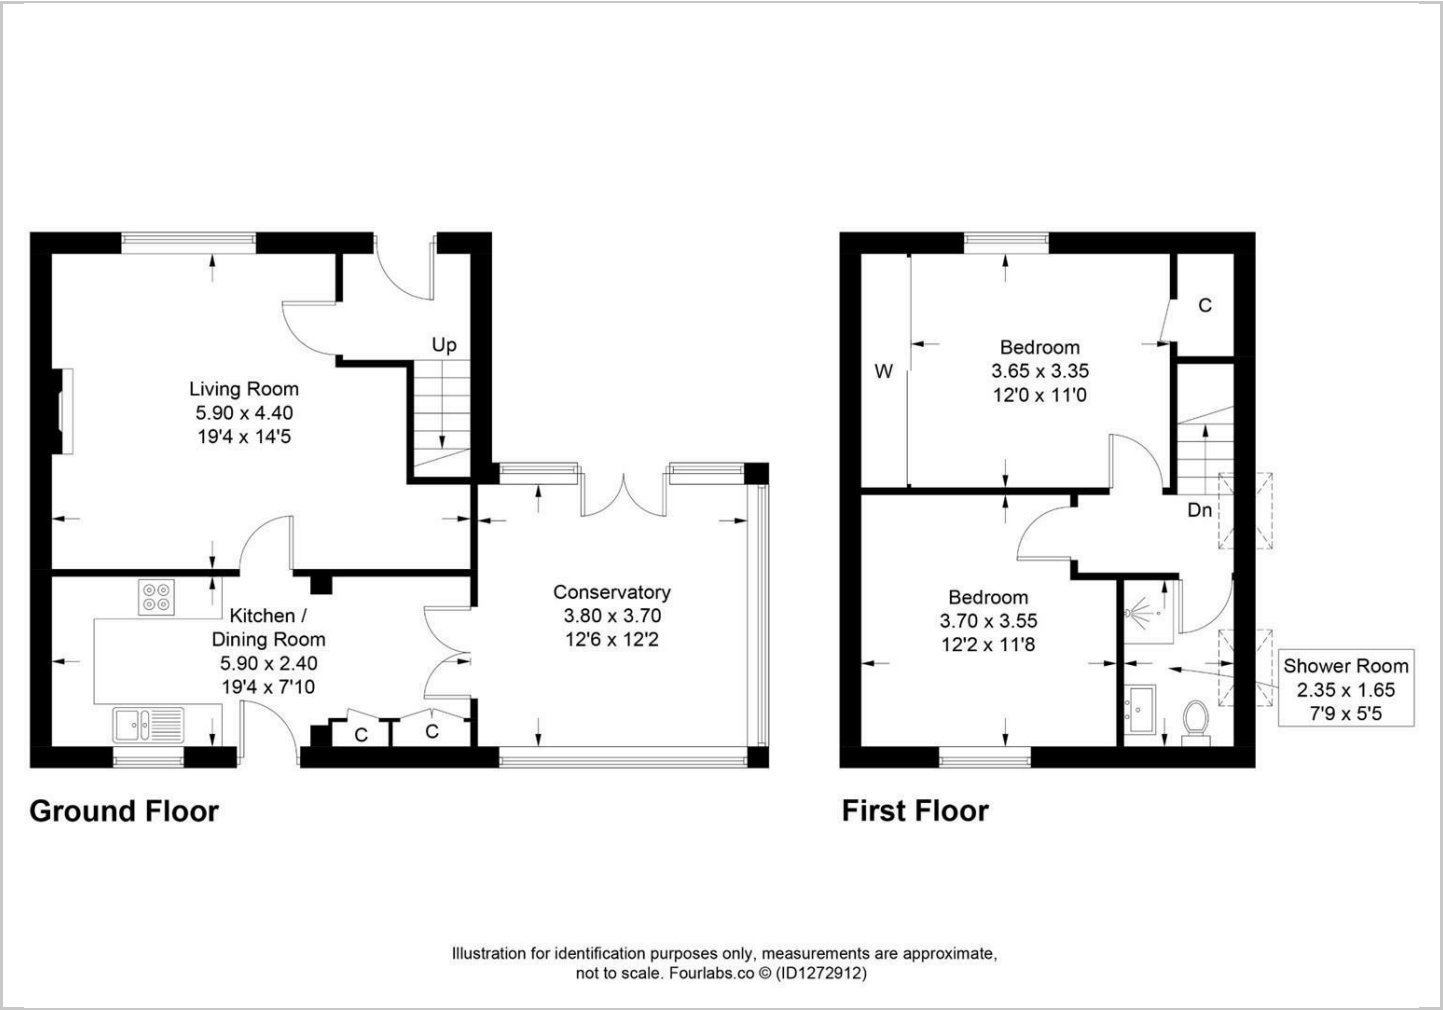 Up
Living Room
5.90 x 4.40
19'4 x 14'5
Kitchen /
Dining Room
5.90 x 2.40
19'4 x 7'10
C
C
Conservatory
3.80 x 3.70
12'6 x 12'2
Ground Floor
W
Bedroom
3.65 x 3.35
12'0 x 11'0
C
Dn
Bedroom
3.70 x 3.55
12'2 x 11'8
Shower Room
2.35 x 1.65
7'9 x 5'5
First Floor
Illustration for identification purposes only, measurements are approximate,
not to scale. Fourlabs.co © (ID1272912)